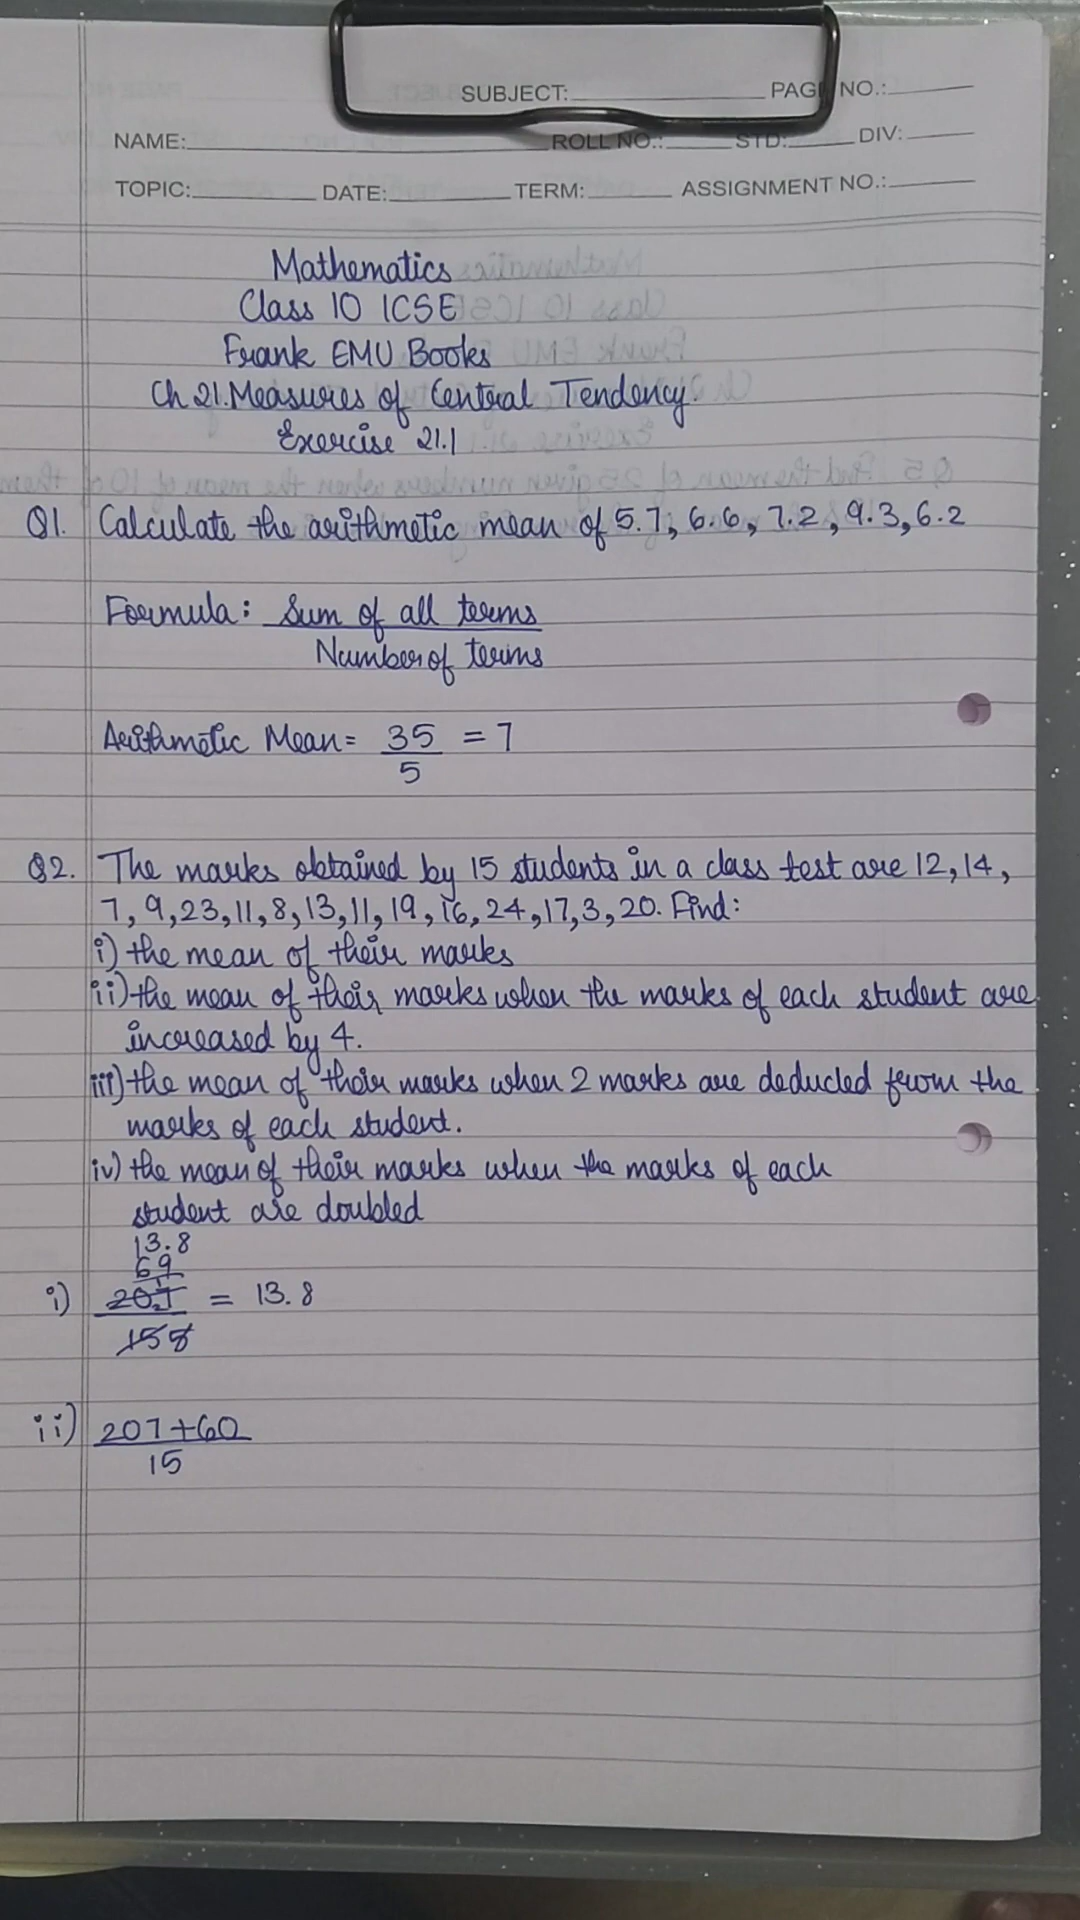 SUBJECT: PAGE NO.:
NAME: ROLL NO.: STD: DIV:
TOPIC: DATE: TERM: ASSIGNMENT NO.:
Mathematics
Class 10 ICSE
Frank EMU Books
Ch 21. Measures of Central Tendency.
Exercise 21.1
Q1. Calculate the arithmetic mean of 5.7, 6.6, 7.2, 9.3, 6.2
Formula: Sum of all terms
Number of terms
Arithmetic Mean = 35 = 7
5
Q2. The marks obtained by 15 students in a class test are 12, 14,
7, 9, 23, 11, 8, 13, 11, 19, 16, 24, 17, 3, 20. Find:
i) the mean of their marks
ii) the mean of their marks when the marks of each student are
increased by 4.
iii) the mean of their marks when 2 marks are deducted from the
marks of each student.
iv) the mean of their marks when the marks of each
student are doubled
13.8
69
i) 207 = 13.8
15 5
ii) 207+60
15